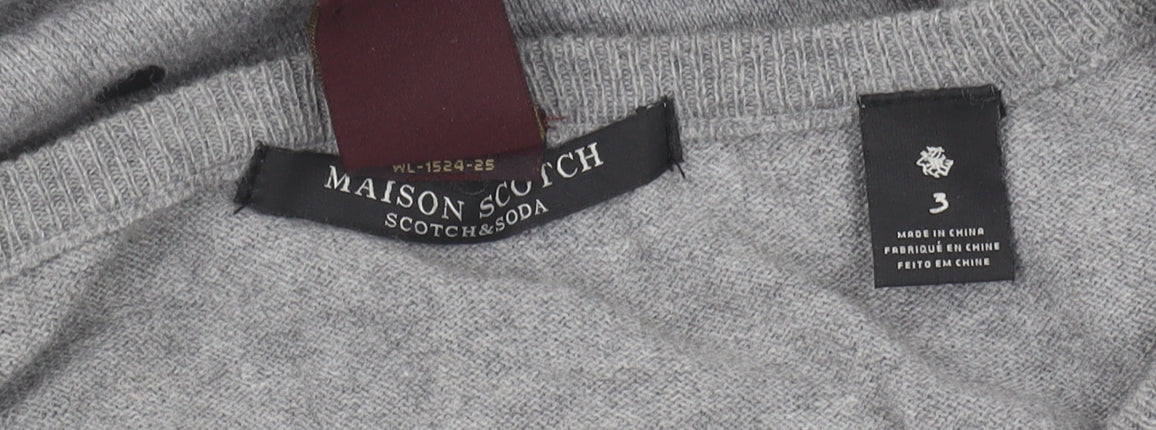 WL-1524-25
MAISON SCOTCH
SCOTCH&SODA
3
MADE IN CHINA
FABRIQUÉ EN CHINE
FEITO EM CHINE